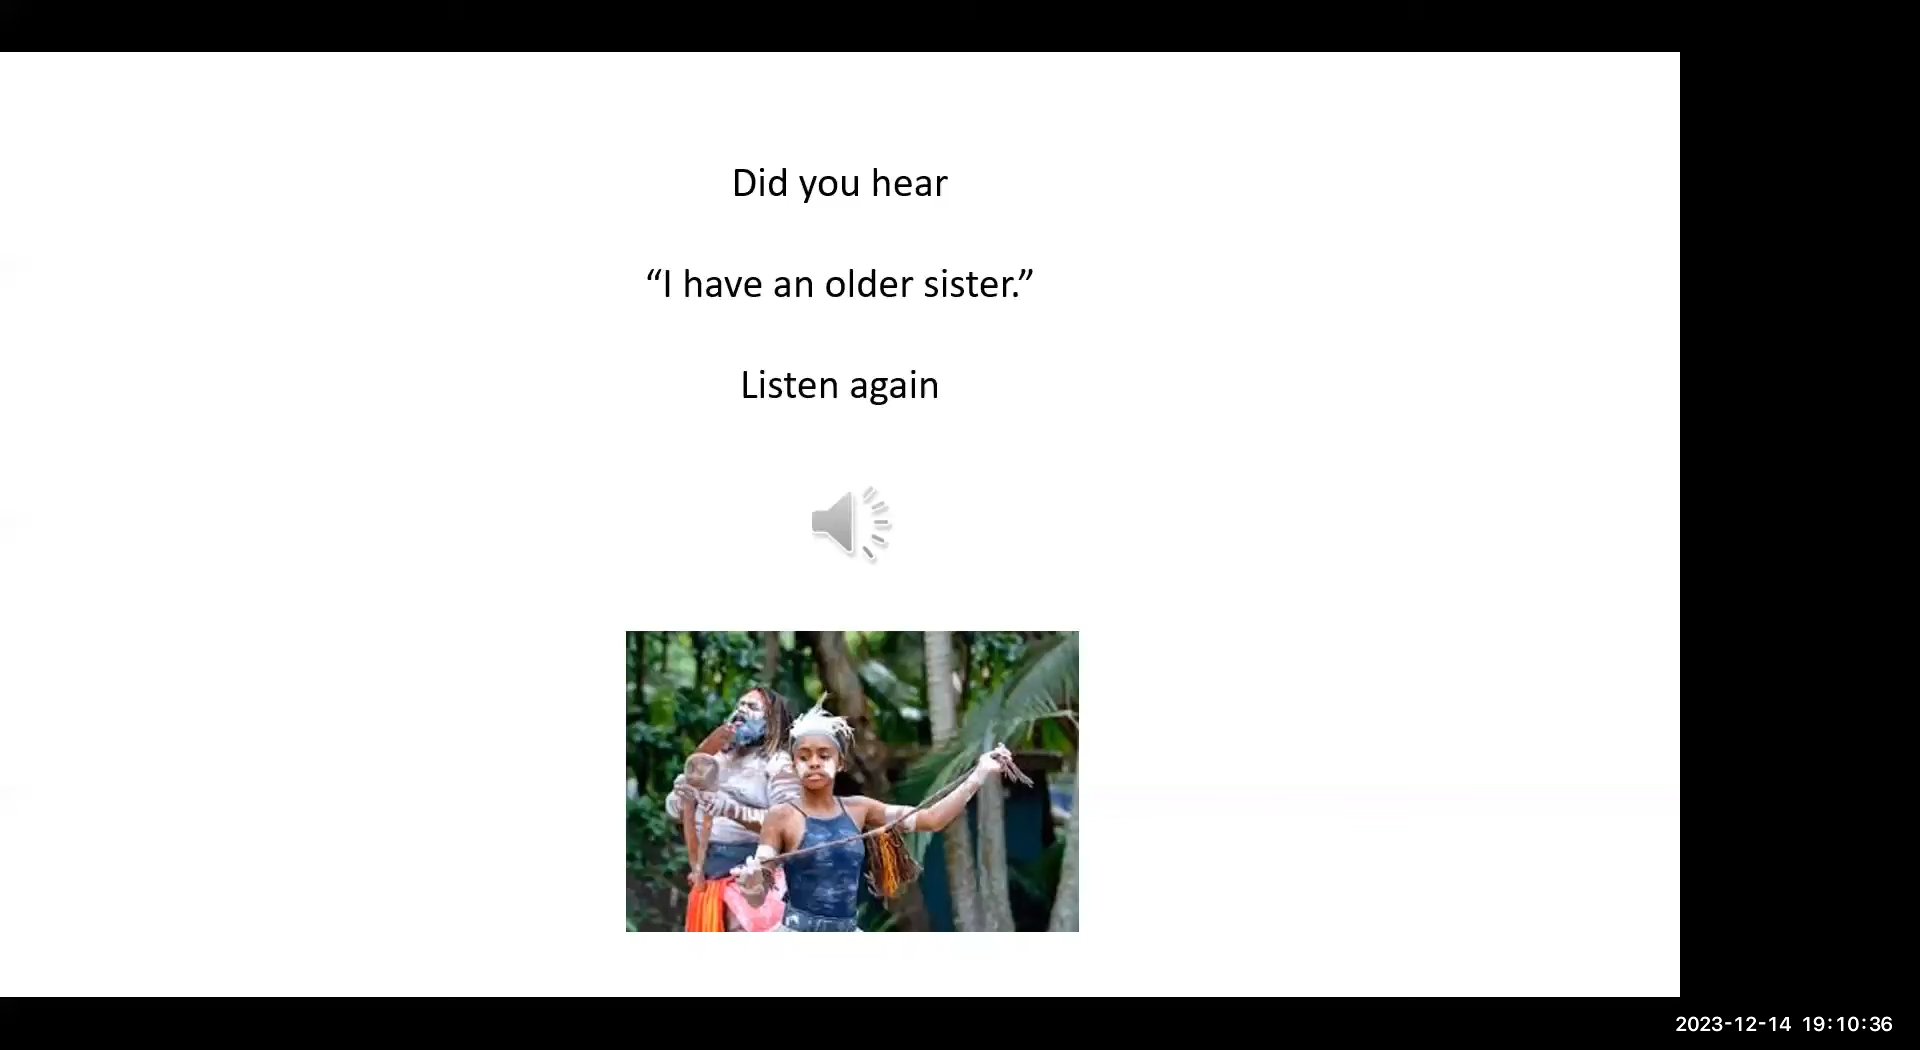 Did you hear
“I have an older sister.”
Listen again
2023-12-14 19:10:36